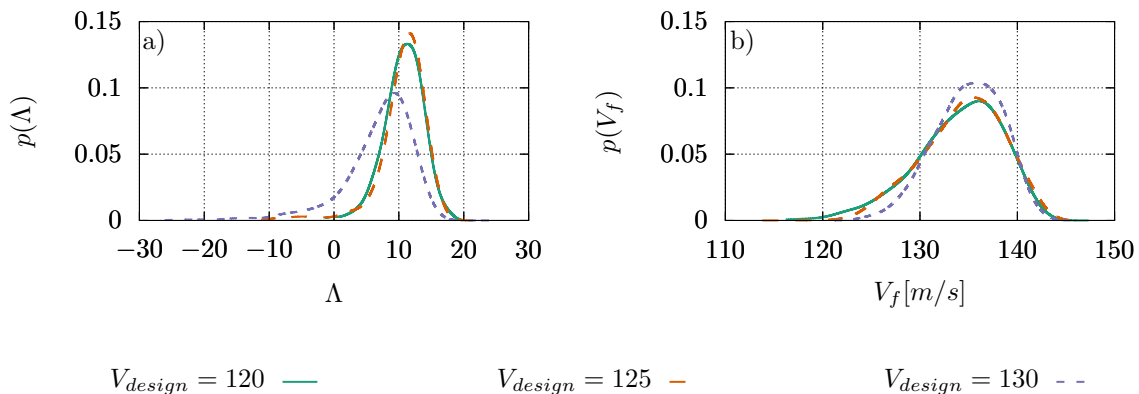 a)
0.15
0.1
0.05
0
p(Λ)
−30 −20 −10 0 10 20 30
Λ
b)
0.15
0.1
0.05
0
p(V_f)
110 120 130 140 150
V_f[m/s]
V_design = 120
V_design = 125
V_design = 130